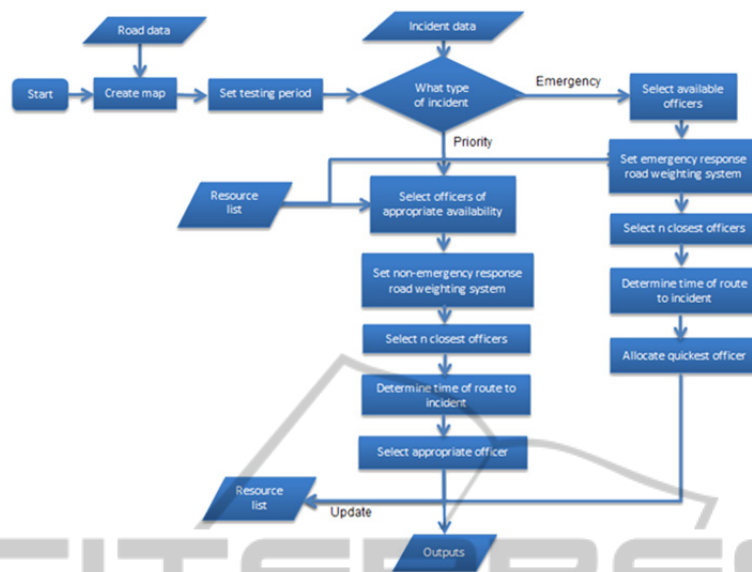 Road data
Incident data
Start
Create map
Set testing period
What type
of incident
Emergency
Select available
officers
Priority
Set emergency response
road weighting system
Resource
list
Select officers of
appropriate availability
Select n closest officers
Set non-emergency response
road weighting system
Determine time of route
to incident
Select n closest officers
Allocate quickest officer
Determine time of route to
incident
Select appropriate officer
Resource
list
Update
Outputs